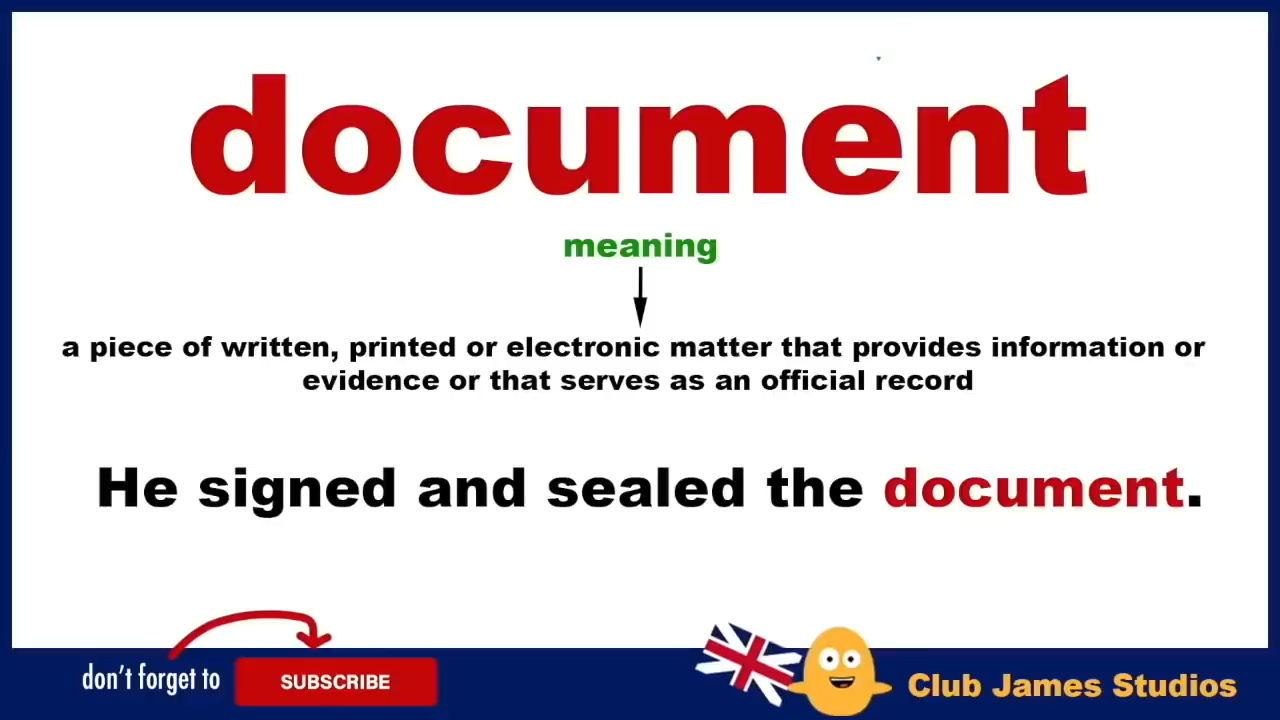 document
meaning
a piece of written, printed or electronic matter that provides information or
evidence or that serves as an official record
He signed and sealed the document.
don't forget to SUBSCRIBE
Club James Studios